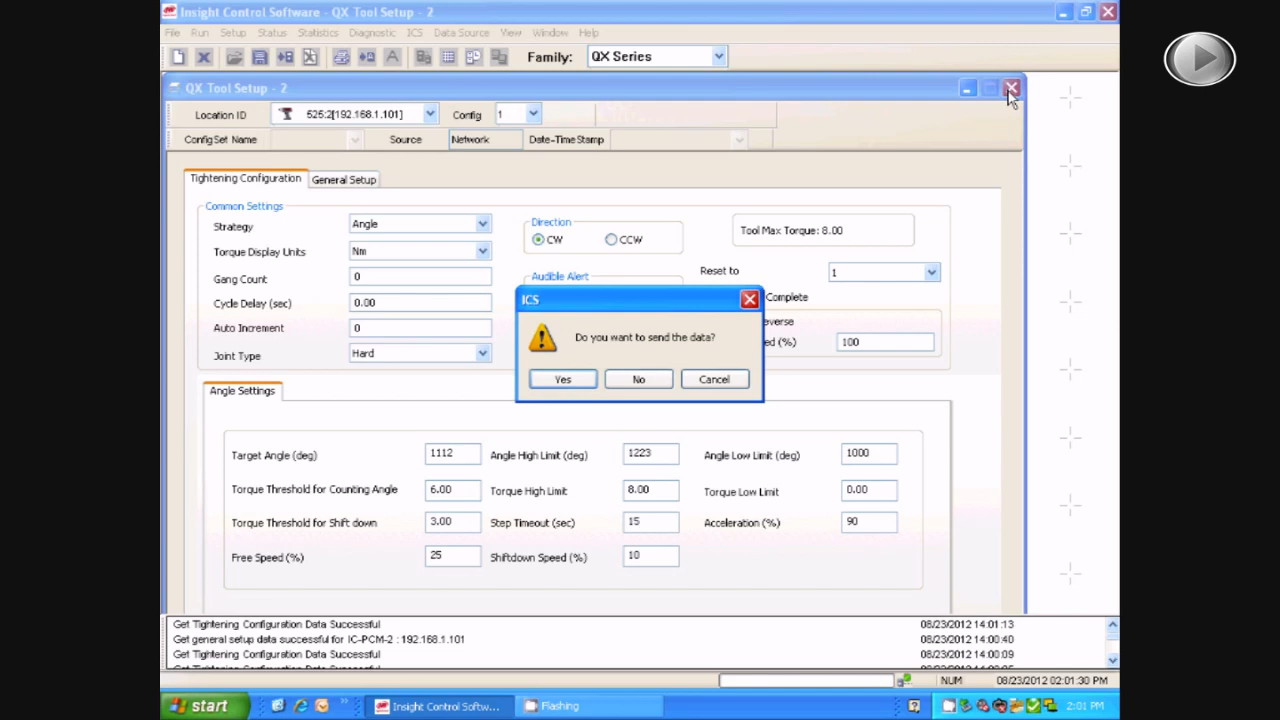 Insight Control Software - QX Tool Setup - 2
File Run Setup Status Statistics Diagnostic ICS Data Source View Window Help
Family: QX Series
QX Tool Setup - 2
Location ID 525:2[192.168.1.101] Config 1
ConfigSet Name Source Network Date-Time Stamp
Tightening Configuration General Setup
Common Settings
Strategy Angle
Direction
CW CCW
Tool Max Torque: 8.00
Torque Display Units Nm
Gang Count 0
Audible Alert
Reset to 1
Cycle Delay (sec) 0.00
Complete
Auto Increment 0
everse
ed (%) 100
Joint Type Hard
ICS
Do you want to send the data?
Yes No Cancel
Angle Settings
Target Angle (deg) 1112 Angle High Limit (deg) 1223 Angle Low Limit (deg) 1000
Torque Threshold for Counting Angle 6.00 Torque High Limit 8.00 Torque Low Limit 0.00
Torque Threshold for Shift down 3.00 Step Timeout (sec) 15 Acceleration (%) 90
Free Speed (%) 25 Shiftdown Speed (%) 10
Get Tightening Configuration Data Successful 08/23/2012 14:01:13
Get general setup data successful for IC-PCM-2 : 192.168.1.101 08/23/2012 14:00:40
Get Tightening Configuration Data Successful 08/23/2012 14:00:09
Get Tightening Configuration Data Successful
NUM 08/23/2012 02:01:30 PM
start Insight Control Softw... Flashing 2:01 PM